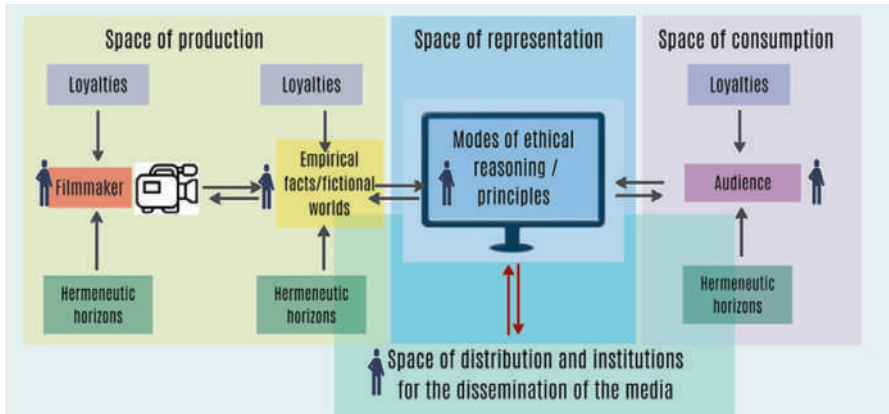 Space of production
Space of representation
Space of consumption
Loyalties
Loyalties
Loyalties
Filmmaker
Empirical
facts/fictional
worlds
Modes of ethical
reasoning /
principles
Audience
Hermeneutic
horizons
Hermeneutic
horizons
Hermeneutic
horizons
Space of distribution and institutions
for the dissemination of the media